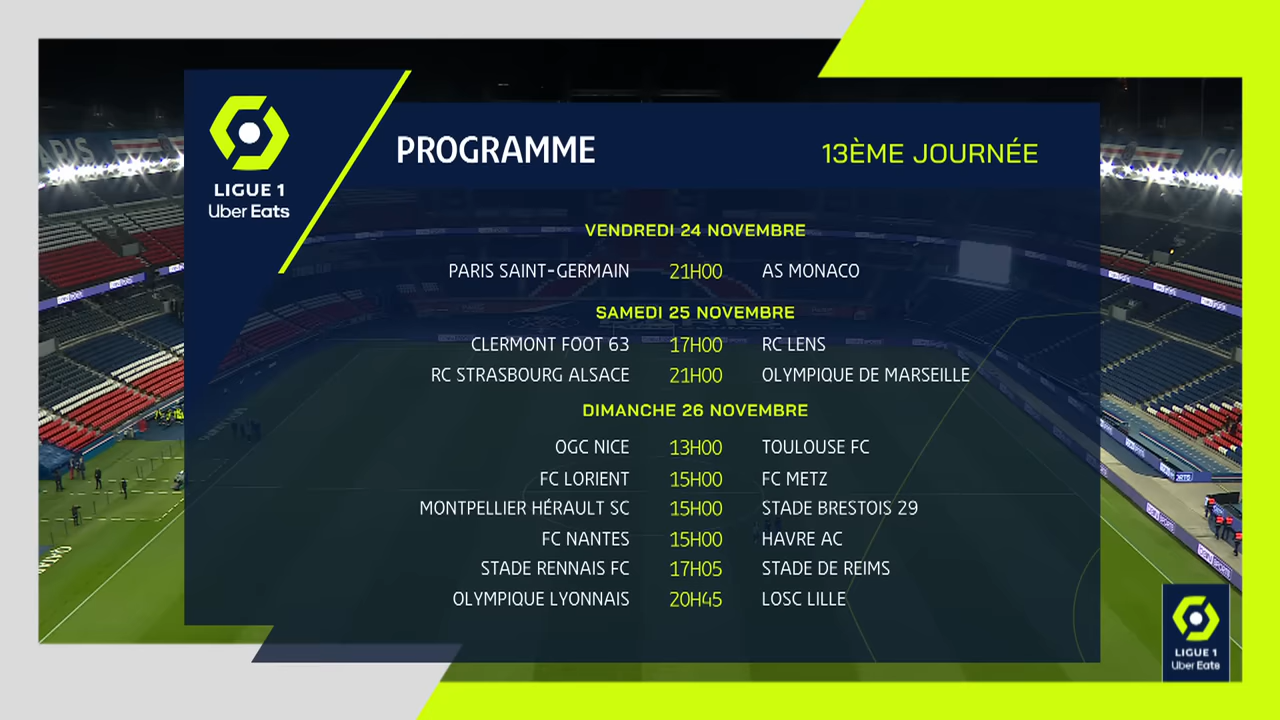 LIGUE 1
Uber Eats
PROGRAMME
13ÈME JOURNÉE
VENDREDI 24 NOVEMBRE
PARIS SAINT-GERMAIN 21H00 AS MONACO
SAMEDI 25 NOVEMBRE
CLERMONT FOOT 63 17H00 RC LENS
RC STRASBOURG ALSACE 21H00 OLYMPIQUE DE MARSEILLE
DIMANCHE 26 NOVEMBRE
OGC NICE 13H00 TOULOUSE FC
FC LORIENT 15H00 FC METZ
MONTPELLIER HÉRAULT SC 15H00 STADE BRESTOIS 29
FC NANTES 15H00 HAVRE AC
STADE RENNAIS FC 17H05 STADE DE REIMS
OLYMPIQUE LYONNAIS 20H45 LOSC LILLE
LIGUE 1
Uber Eats